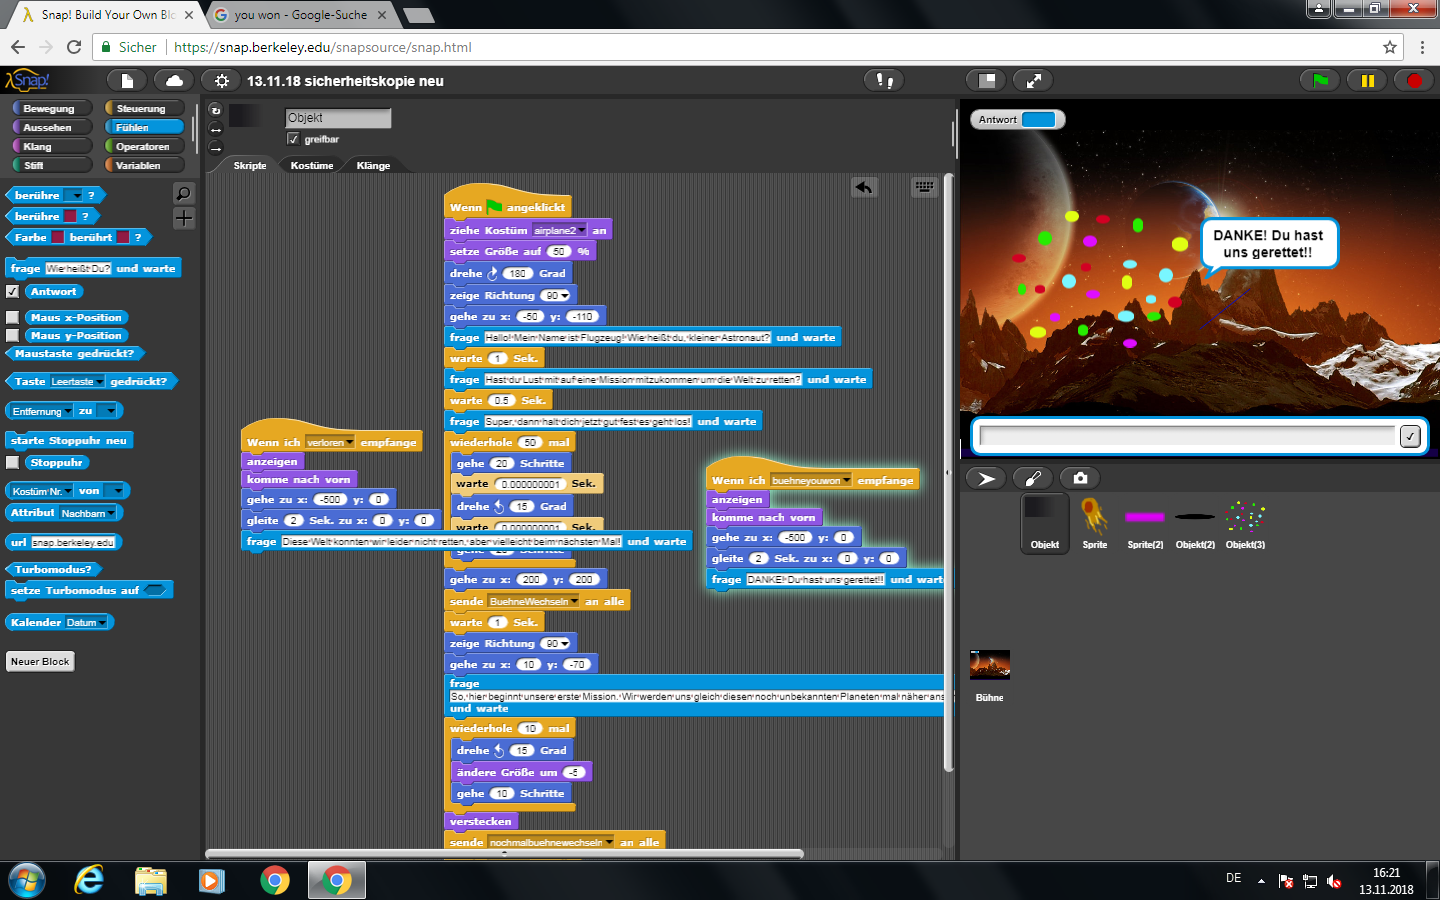 Snap! Build Your Own Blo
you won - Google-Suche
Sicher
https://snap.berkeley.edu/snapsource/snap.html
Snap!
13.11.18 sicherheitskopie neu
Bewegung
Steuerung
Aussehen
Fühlen
Klang
Operatoren
Stift
Variablen
berühre ?
berühre ?
Farbe berührt ?
frage Wie heißt Du? und warte
Antwort
Maus x-Position
Maus y-Position
Maustaste gedrückt?
Taste Leertaste gedrückt?
Entfernung zu
starte Stoppuhr neu
Stoppuhr
Kostüm Nr. von
Attribut Nachbarn
url snap.berkeley.edu
Turbomodus?
setze Turbomodus auf
Kalender Datum
Neuer Block
Objekt
greifbar
Skripte
Kostüme
Klänge
Wenn angeklickt
ziehe Kostüm airplane2 an
setze Größe auf 50 %
drehe 180 Grad
zeige Richtung 90
gehe zu x: -50 y: -110
frage Hallo! Mein Name ist Flugzeug! Wie heißt du, kleiner Astronaut? und warte
warte 1 Sek.
frage Hast du Lust mit auf eine Mission mitzukommen um die Welt zu retten? und warte
warte 0.5 Sek.
frage Super, dann halt dich jetzt gut fest es geht los! und warte
wiederhole 50 mal
gehe 20 Schritte
warte 0.000000001 Sek.
drehe 15 Grad
warte 0.000000001 Sek.
gehe zu x: 200 y: 200
sende BuehneWechseln an alle
warte 1 Sek.
zeige Richtung 90
gehe zu x: 10 y: -70
frage
So, hier beginnt unsere erste Mission. Wir werden uns gleich diesen noch unbekannten Planeten mal näher ans
und warte
wiederhole 10 mal
drehe 15 Grad
ändere Größe um -5
gehe 10 Schritte
verstecken
sende nochmalbuehnewechseln an alle
Wenn ich verloren empfange
anzeigen
komme nach vorn
gehe zu x: -500 y: 0
gleite 2 Sek. zu x: 0 y: 0
frage Diese Welt konnten wir leider nicht retten, aber vielleicht beim nächsten Mal! und warte
Wenn ich buehneyouwon empfange
anzeigen
komme nach vorn
gehe zu x: -500 y: 0
gleite 2 Sek. zu x: 0 y: 0
frage DANKE! Du hast uns gerettet!! und warte
Antwort
DANKE! Du hast
uns gerettet!!
Objekt
Sprite
Sprite(2)
Objekt(2)
Objekt(3)
Bühne
DE
16:21
13.11.2018